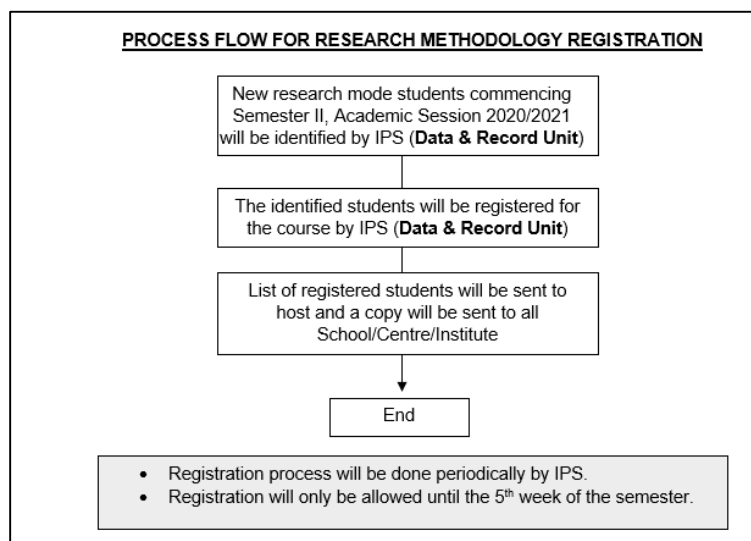 PROCESS FLOW FOR RESEARCH METHODOLOGY REGISTRATION
New research mode students commencing
Semester II, Academic Session 2020/2021
will be identified by IPS (Data & Record Unit)
The identified students will be registered for
the course by IPS (Data & Record Unit)
List of registered students will be sent to
host and a copy will be sent to all
School/Centre/Institute
End
• Registration process will be done periodically by IPS.
• Registration will only be allowed until the 5th week of the semester.